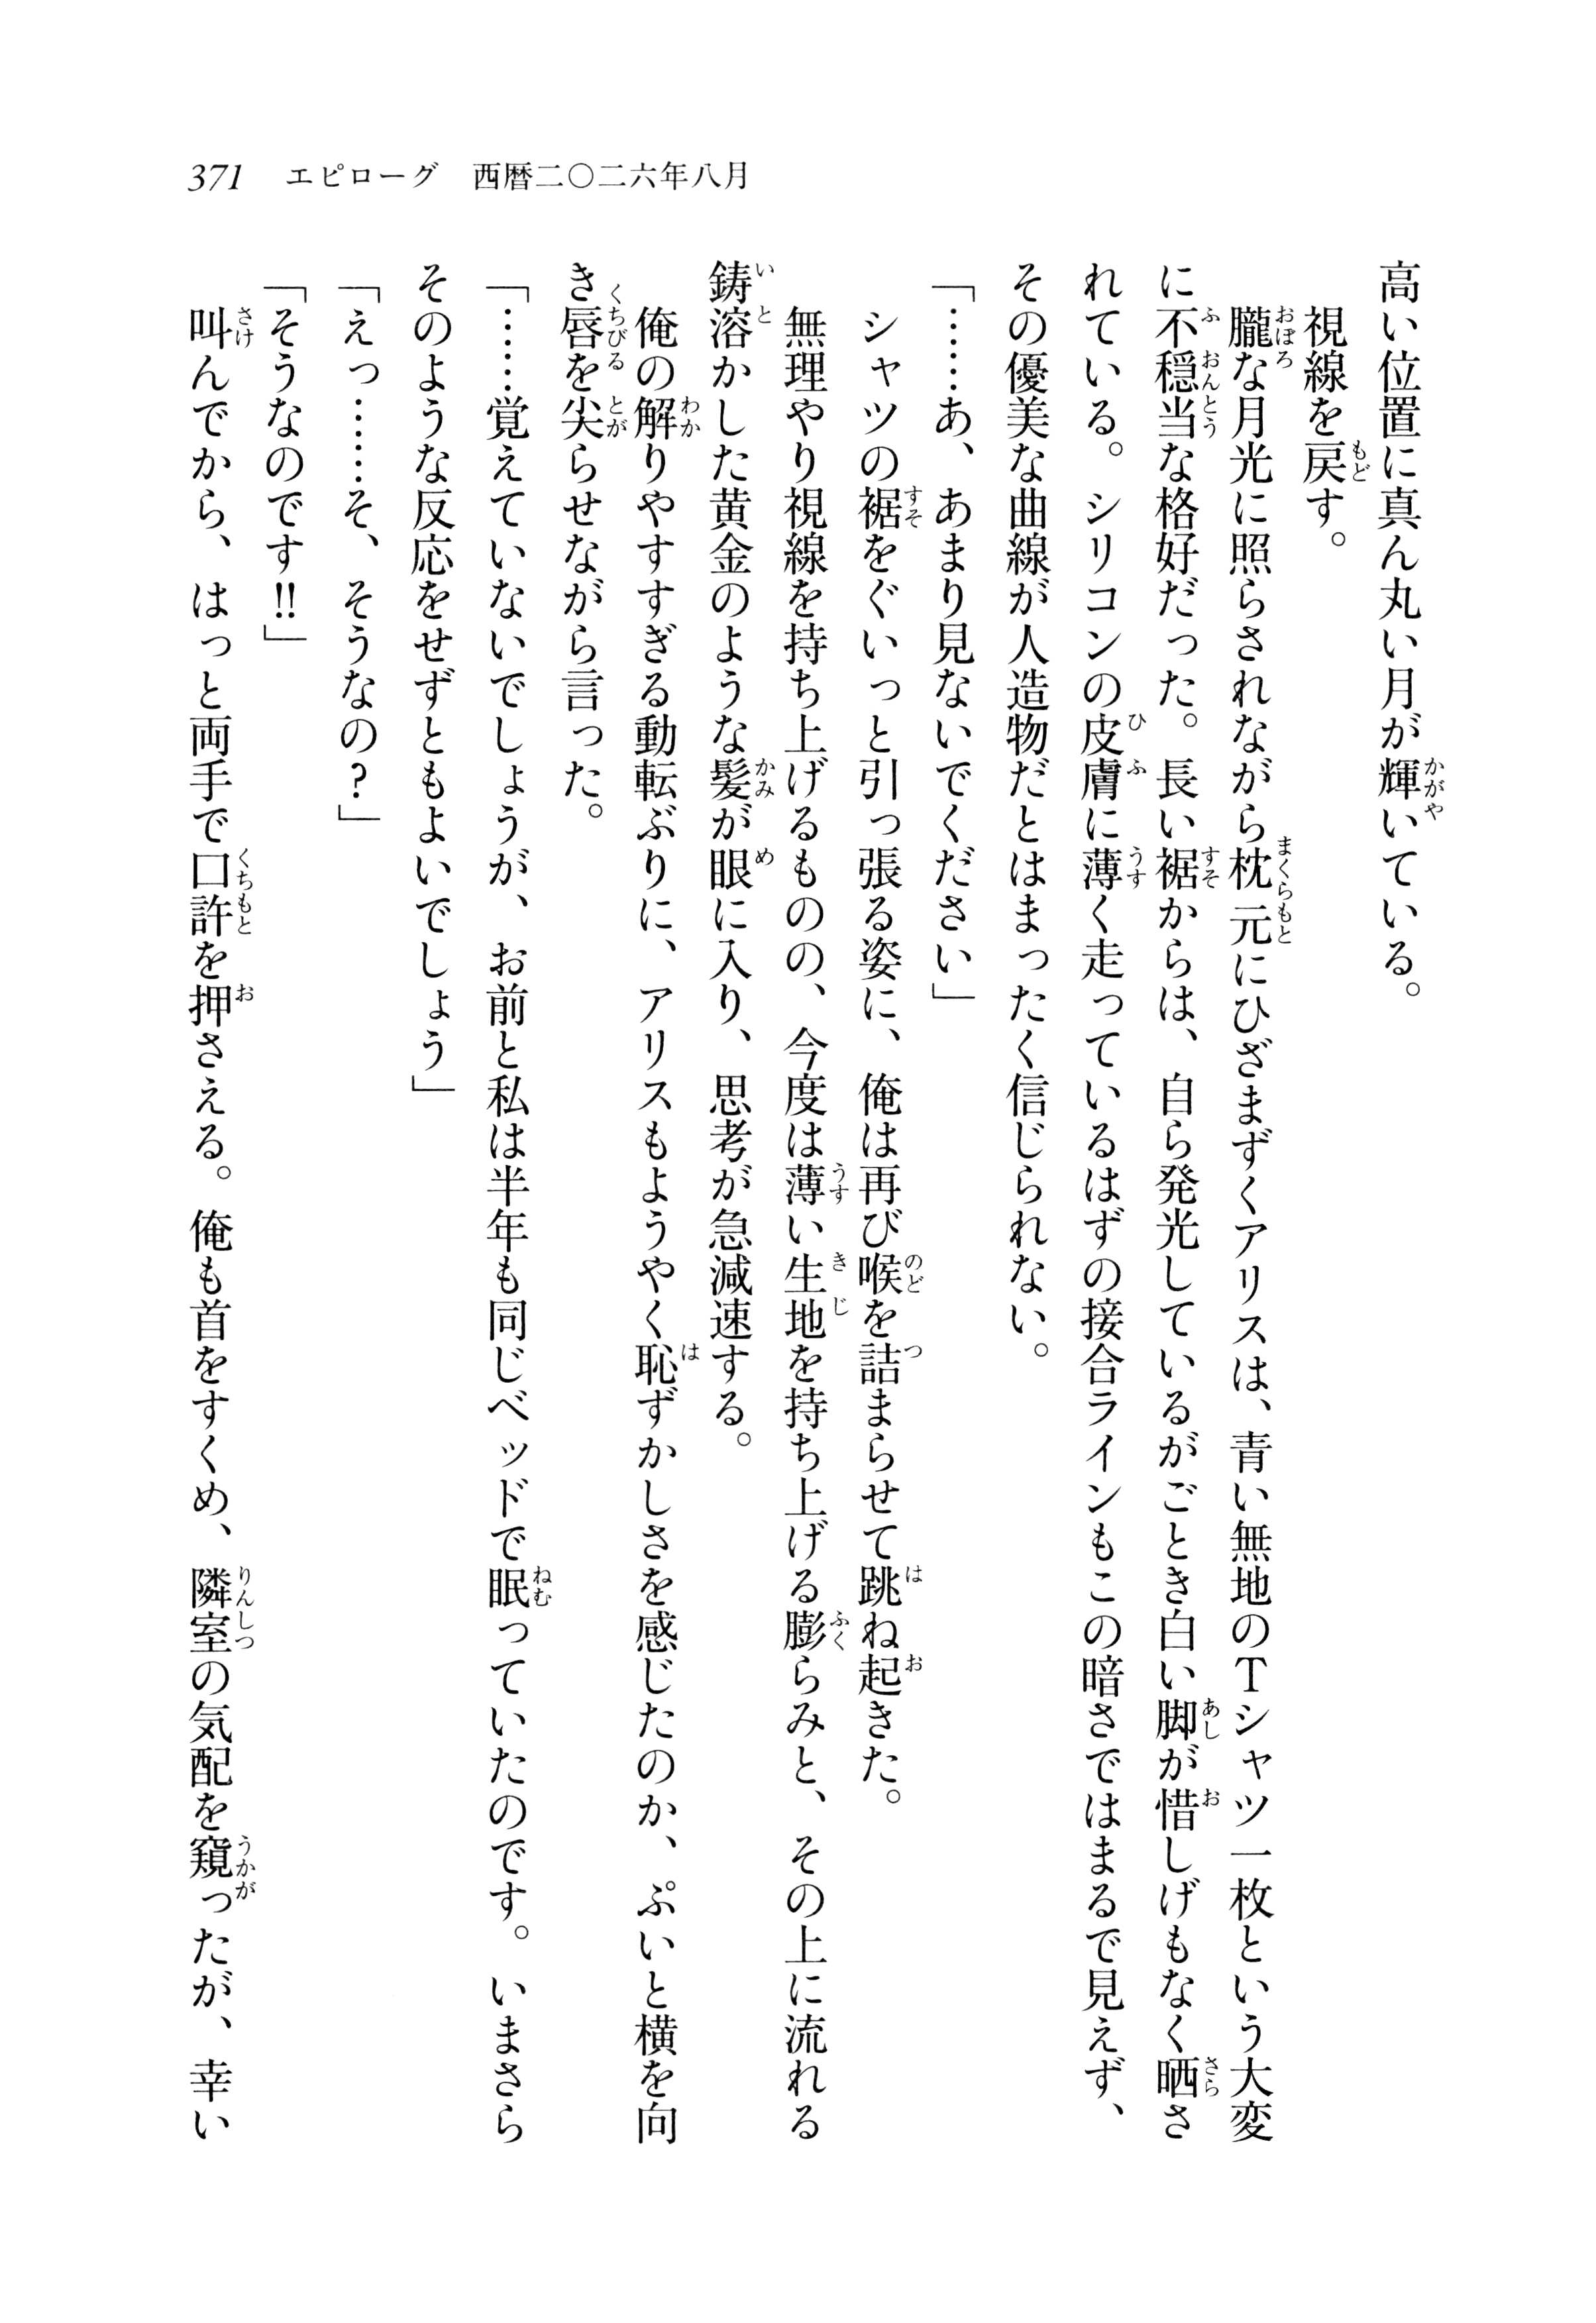 371 エピローグ 西暦二〇二六年八月
高い位置に真ん丸い月が輝いている。
視線を戻す。
朧な月光に照らされながら枕元にひざまずくアリスは、青い無地のTシャツ一枚という大変
に不穏当な格好だった。長い裾からは、自ら発光しているがごとき白い脚が惜しげもなく晒さ
れている。シリコンの皮膚に薄く走っているはずの接合ラインもこの暗さではまるで見えず、
その優美な曲線が人造物だとはまったく信じられない。
「……あ、あまり見ないでください」
シャツの裾をぐいっと引っ張る姿に、俺は再び喉を詰まらせて跳ね起きた。
無理やり視線を持ち上げるものの、今度は薄い生地を持ち上げる膨らみと、その上に流れる
鋳溶かした黄金のような髪が眼に入り、思考が急減速する。
俺の解りやすすぎる動転ぶりに、アリスもようやく恥ずかしさを感じたのか、ぷいと横を向
き唇を尖らせながら言った。
「……覚えていないでしょうが、お前と私は半年も同じベッドで眠っていたのです。いまさら
そのような反応をせずともよいでしょう」
「えっ……そ、そうなの?」
「そうなのです!!」
叫んでから、はっと両手で口許を押さえる。俺も首をすくめ、隣室の気配を窺ったが、幸い